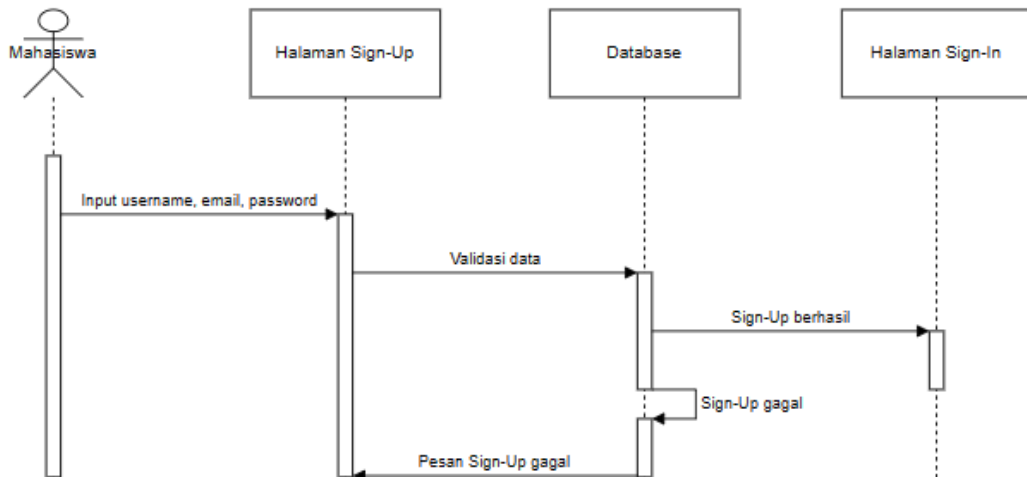 Mahasiswa
Halaman Sign-Up
Database
Halaman Sign-In
Input username, email, password
Validasi data
Sign-Up berhasil
Sign-Up gagal
Pesan Sign-Up gagal